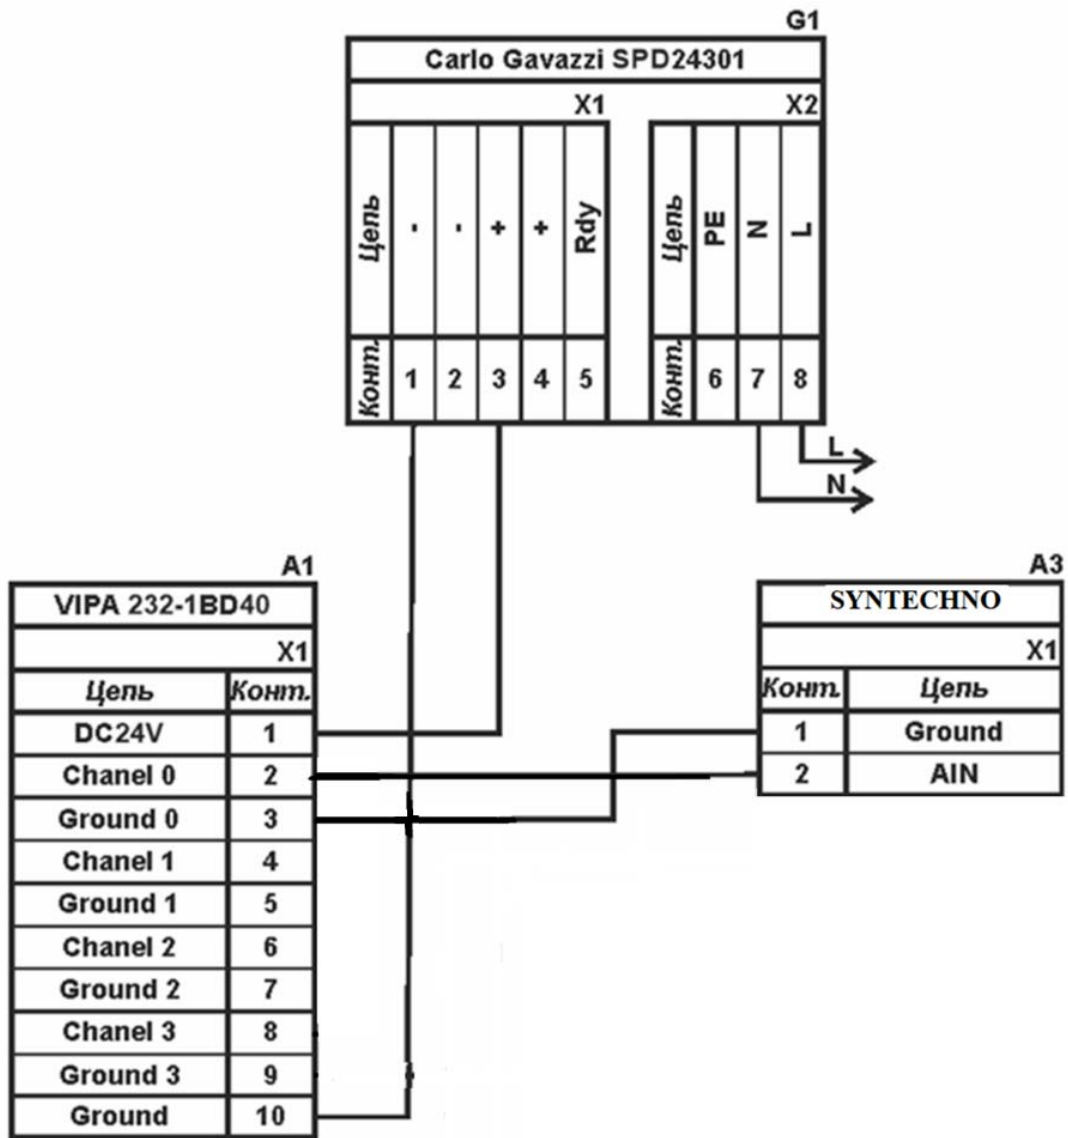 G1
Carlo Gavazzi SPD24301
X1 X2
Цепь - - + + Rdy Цепь PE N L
Конт. 1 2 3 4 5 Конт. 6 7 8
L
N
A1
VIPA 232-1BD40
X1
Цепь Конт.
DC24V 1
Chanel 0 2
Ground 0 3
Chanel 1 4
Ground 1 5
Chanel 2 6
Ground 2 7
Chanel 3 8
Ground 3 9
Ground 10
A3
SYNTECHNO
X1
Конт. Цепь
1 Ground
2 AIN